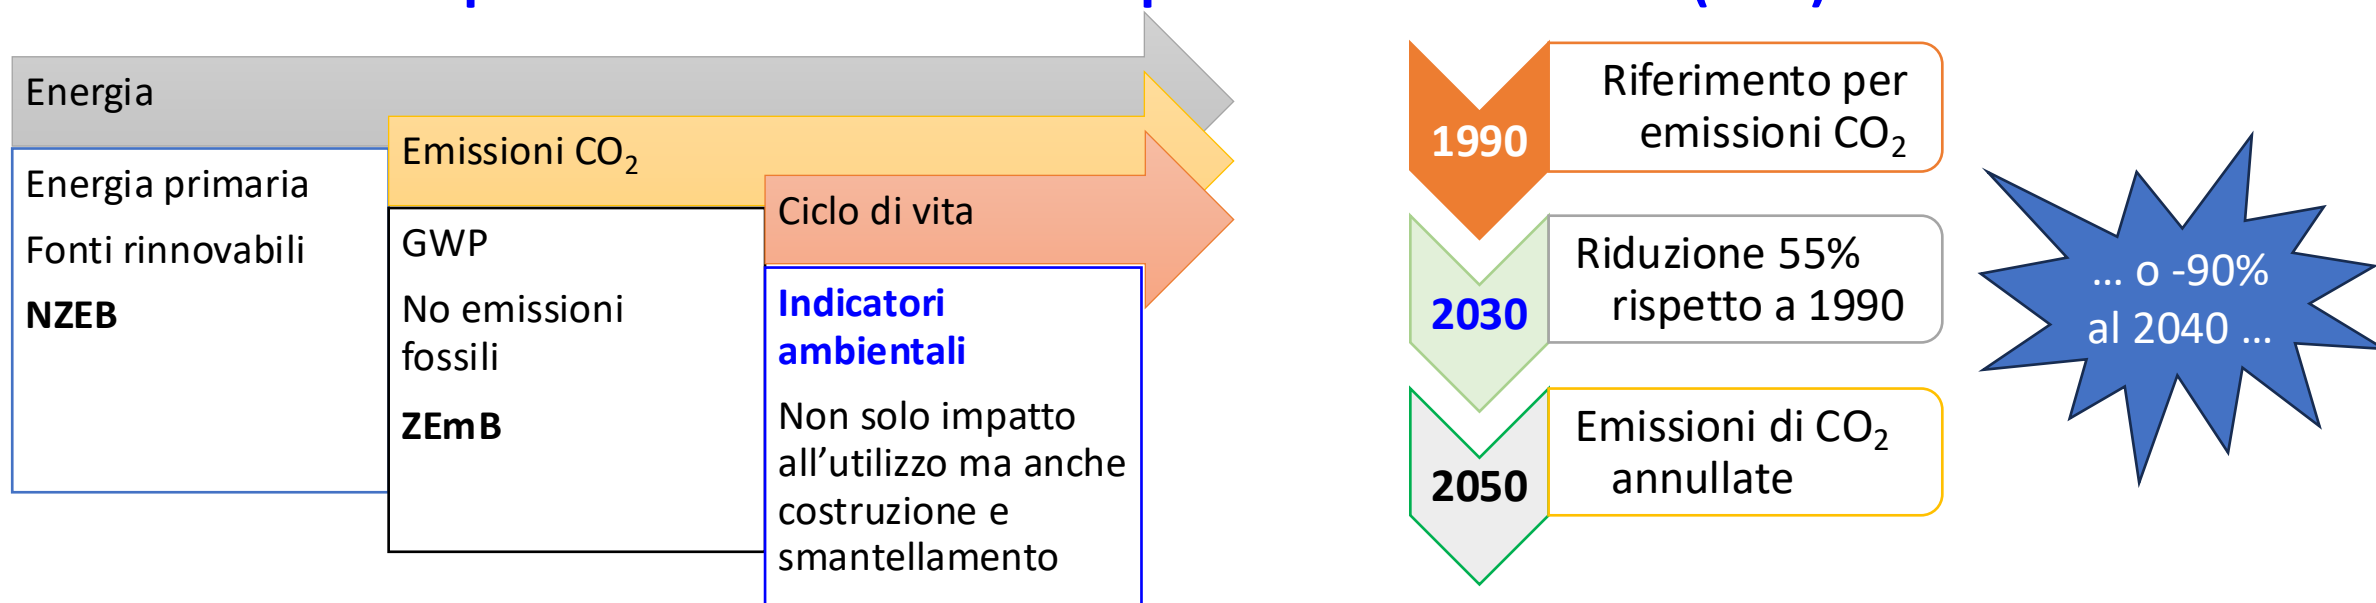 Energia
Energia primaria
Fonti rinnovabili
NZEB
Emissioni CO₂
GWP
No emissioni
fossili
ZEmB
Ciclo di vita
Indicatori
ambientali
Non solo impatto
all’utilizzo ma anche
costruzione e
smantellamento
1990
Riferimento per
emissioni CO₂
2030
Riduzione 55%
rispetto a 1990
2050
Emissioni di CO₂
annullate
... o -90%
al 2040 ...